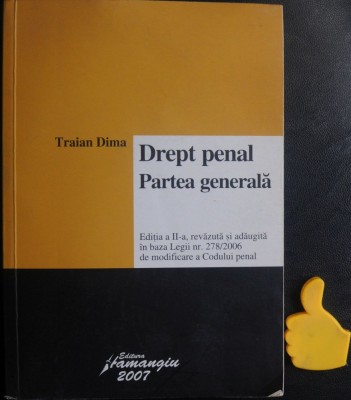 Traian Dima
Drept penal
Partea generală
Ediția a II-a, revăzută și adăugită
în baza Legii nr. 278/2006
de modificare a Codului penal
Editura
Hamangiu
2007